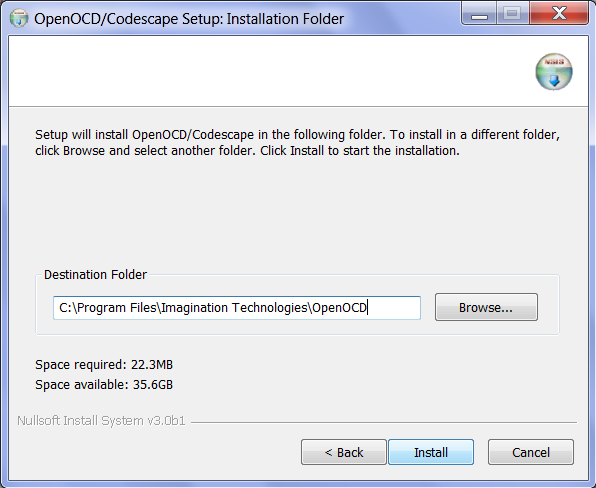 OpenOCD/Codescape Setup: Installation Folder
Setup will install OpenOCD/Codescape in the following folder. To install in a different folder,
click Browse and select another folder. Click Install to start the installation.
Destination Folder
C:\Program Files\Imagination Technologies\OpenOCD
Browse...
Space required: 22.3MB
Space available: 35.6GB
Nullsoft Install System v3.0b1
< Back
Install
Cancel